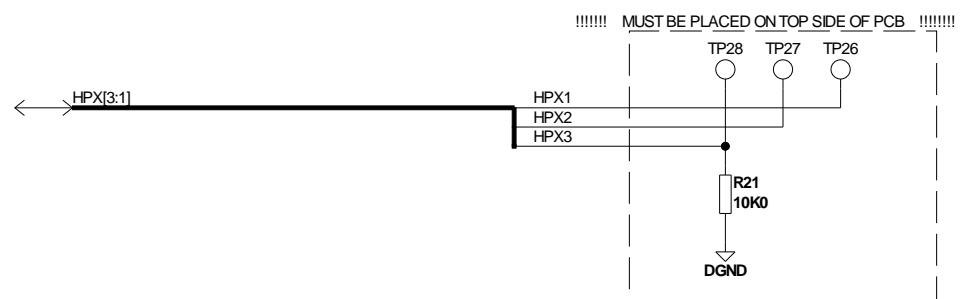 !!!!!!! MUST BE PLACED ON TOP SIDE OF PCB !!!!!!!!
TP28 TP27 TP26
HPX[3:1]
HPX1
HPX2
HPX3
R21
10K0
DGND